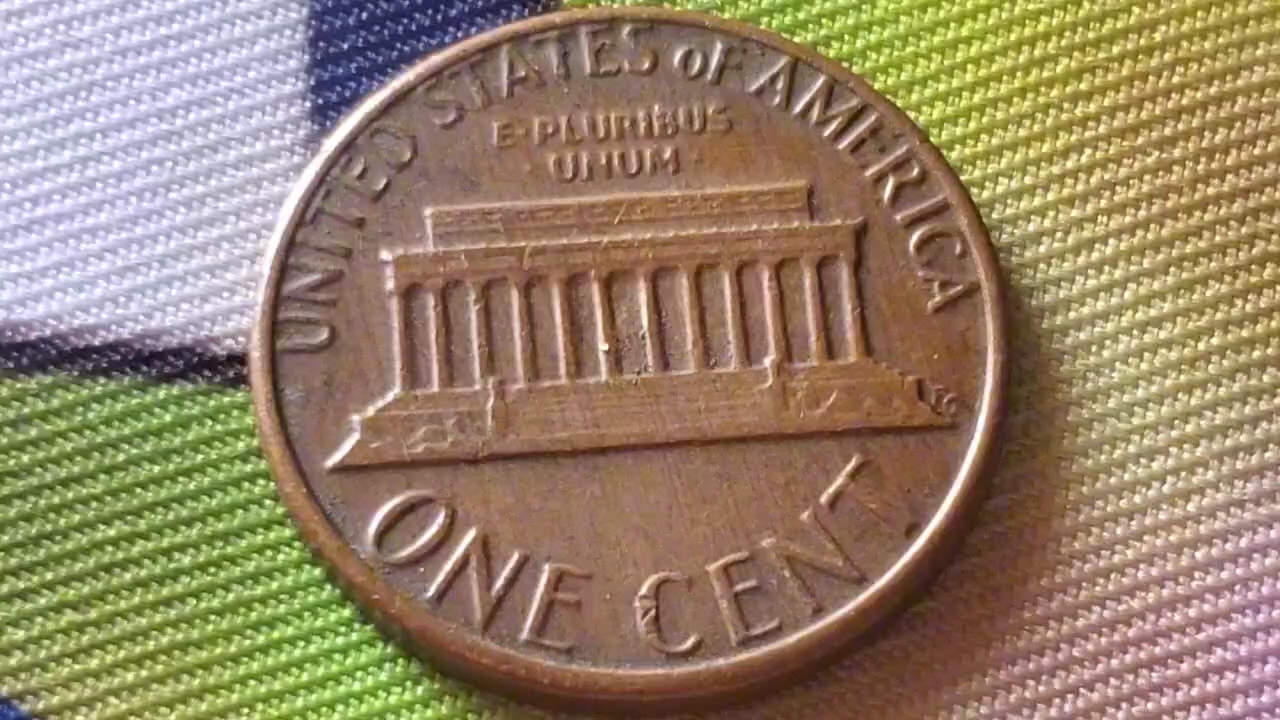 UNITED STATES OF AMERICA
E·PLURIBUS
·UNUM·
ONE CENT